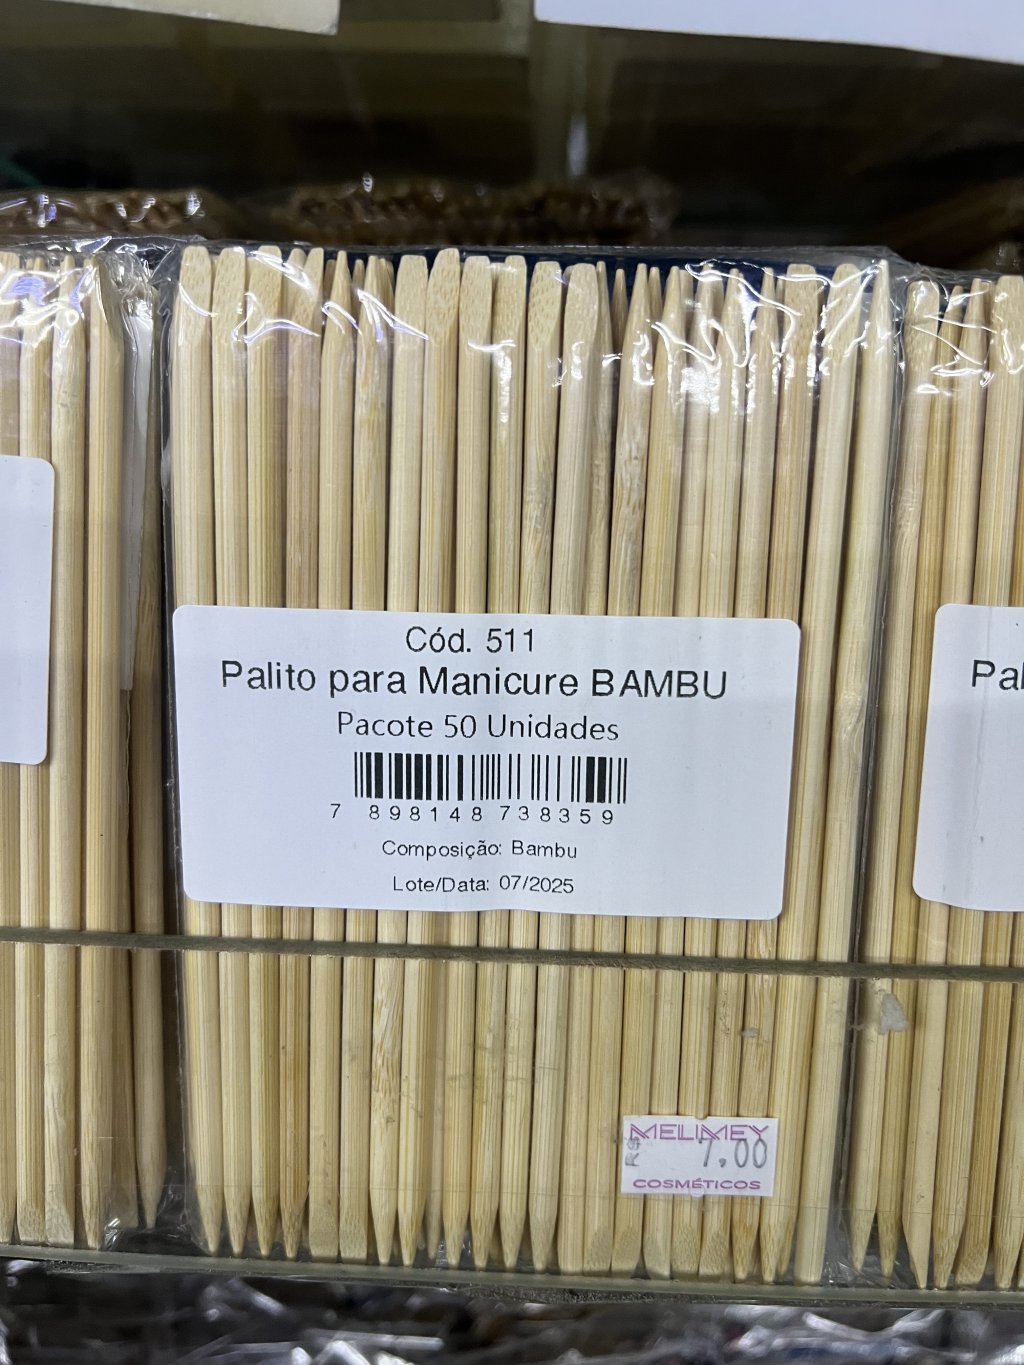 Cód. 511
Palito para Manicure BAMBU
Pacote 50 Unidades
7 898148 738359
Composição: Bambu
Lote/Data: 07/2025
Pal
MELIMEY
R$ 7,00
COSMÉTICOS